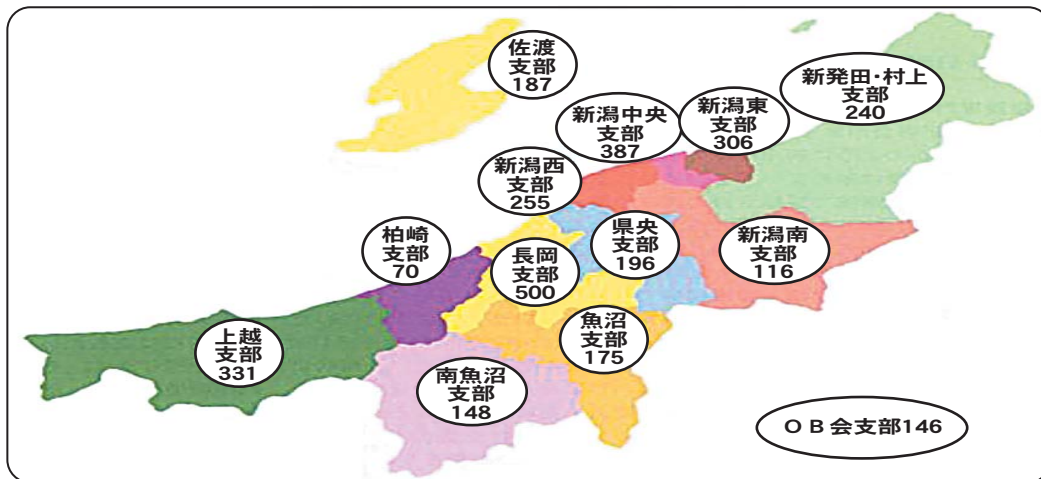 佐渡
支部
187
新発田・村上
支部
240
新潟中央
支部
387
新潟東
支部
306
新潟西
支部
255
柏崎
支部
70
長岡
支部
500
県央
支部
196
新潟南
支部
116
上越
支部
331
魚沼
支部
175
南魚沼
支部
148
ＯＢ会支部146